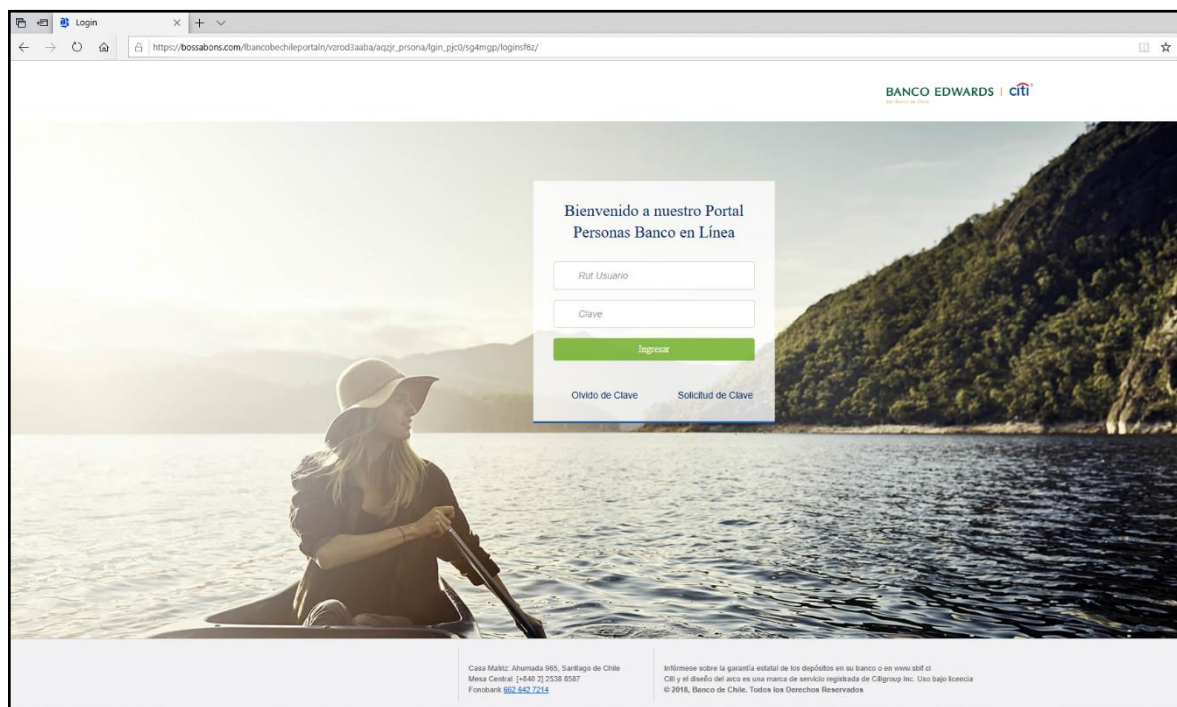 Login
https://bossabons.com/lbancobechileportaln/vzrod3aaba/aqzjr_prsona/lgin_pjc0/sg4mgp/loginsf6z/
BANCO EDWARDS | citi
Bienvenido a nuestro Portal
Personas Banco en Línea
Rut Usuario
Clave
Ingresar
Olvido de Clave Solicitud de Clave
Casa Matriz: Ahumada 965, Santiago de Chile
Mesa Central: [+640 2] 2538 8567
Fonobank 662 642 7214
Infórmese sobre la garantía estatal de los depósitos en su banco o en www.sbif.cl
Citi y el diseño del arco es una marca de servicio registrada de Citigroup Inc. Uso bajo licencia
© 2018, Banco de Chile. Todos los Derechos Reservados